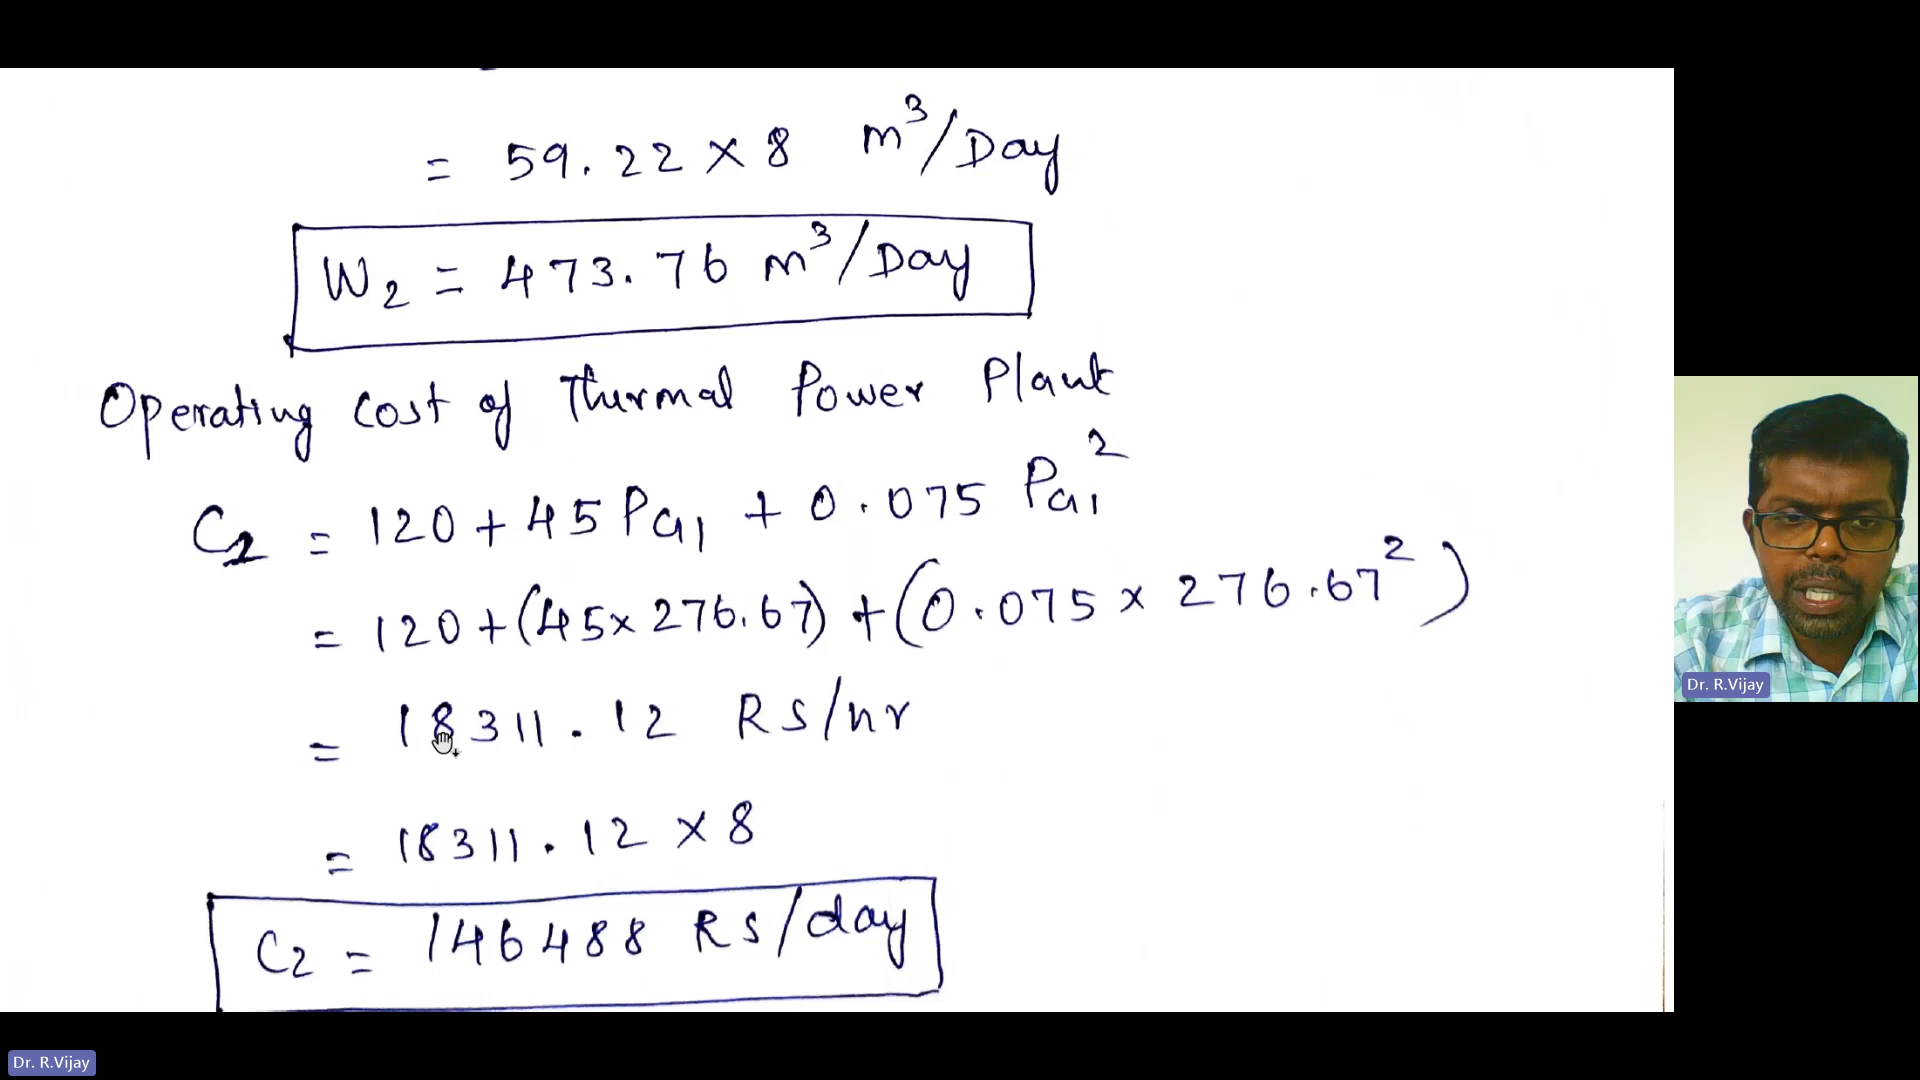 = 59.22 × 8 m³/Day
W₂ = 473.76 m³/Day
Operating cost of Thermal Power Plant
C₂ = 120 + 45 PG₁ + 0.075 PG₁²
= 120 + (45 × 276.67) + (0.075 × 276.67²)
= 18311.12 Rs/hr
= 18311.12 × 8
C₂ = 146488 Rs/day
Dr. R.Vijay
Dr. R.Vijay